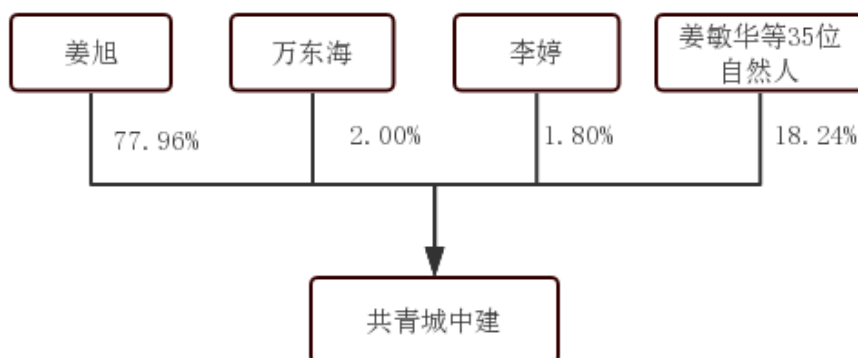 姜旭
万东海
李婷
姜敏华等35位
自然人
77.96%
2.00%
1.80%
18.24%
共青城中建